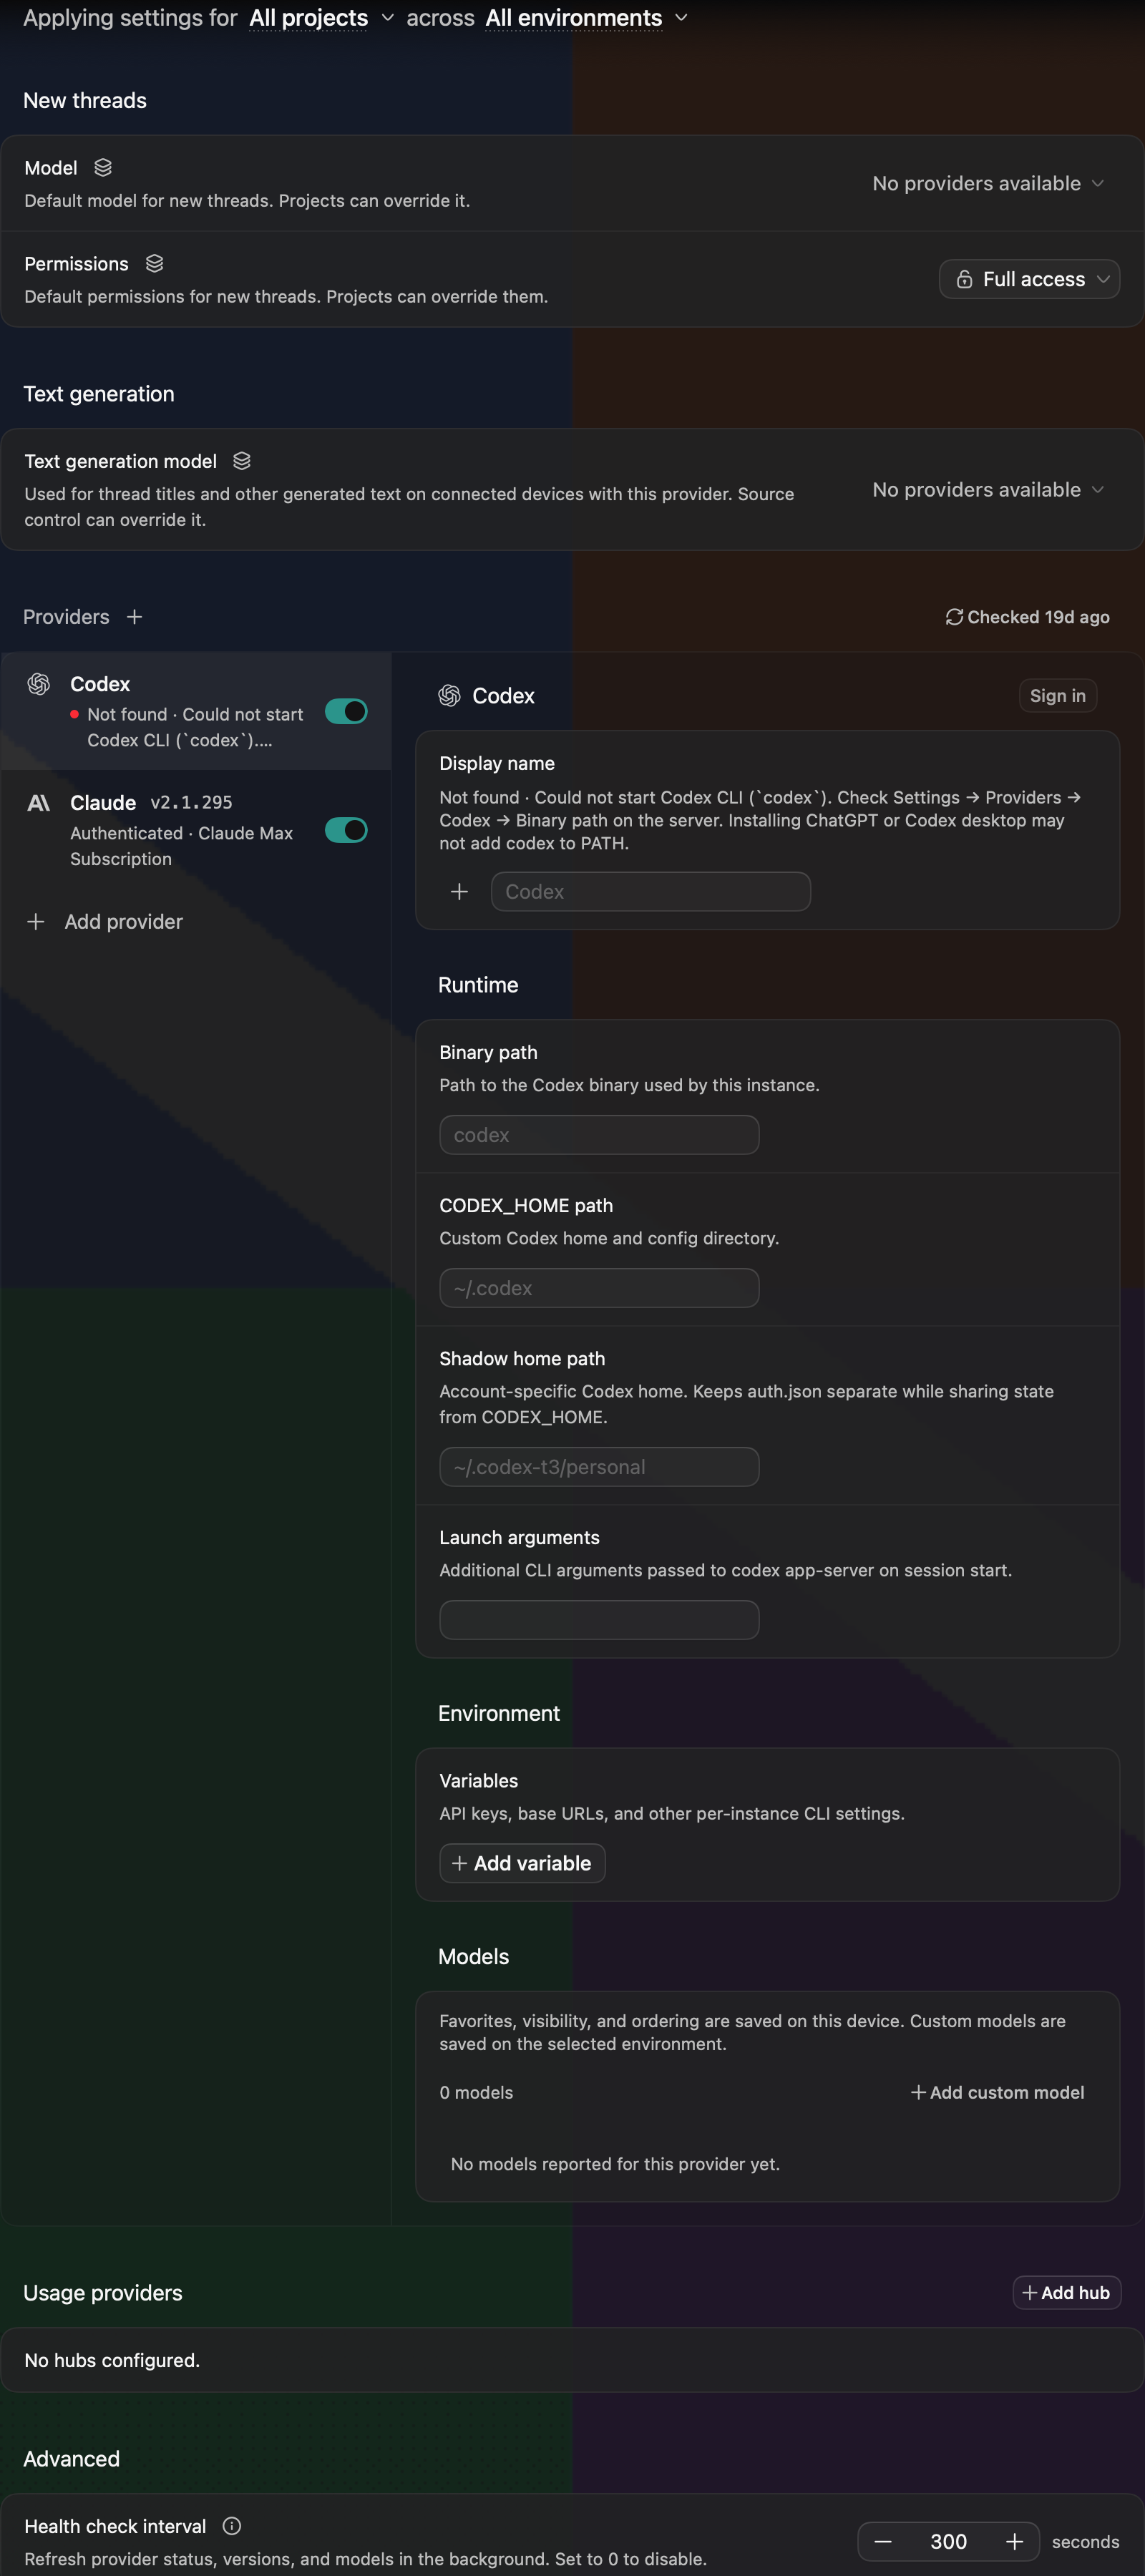 Applying settings for All projects across All environments
New threads
Model
Default model for new threads. Projects can override it.
No providers available
Permissions
Default permissions for new threads. Projects can override them.
Full access
Text generation
Text generation model
Used for thread titles and other generated text on connected devices with this provider. Source
control can override it.
No providers available
Providers
Checked 19d ago
Codex
Not found · Could not start
Codex CLI (`codex`)....
Claude v2.1.295
Authenticated · Claude Max
Subscription
Add provider
Codex
Sign in
Display name
Not found · Could not start Codex CLI (`codex`). Check Settings → Providers →
Codex → Binary path on the server. Installing ChatGPT or Codex desktop may
not add codex to PATH.
Codex
Runtime
Binary path
Path to the Codex binary used by this instance.
codex
CODEX_HOME path
Custom Codex home and config directory.
~/.codex
Shadow home path
Account-specific Codex home. Keeps auth.json separate while sharing state
from CODEX_HOME.
~/.codex-t3/personal
Launch arguments
Additional CLI arguments passed to codex app-server on session start.
Environment
Variables
API keys, base URLs, and other per-instance CLI settings.
Add variable
Models
Favorites, visibility, and ordering are saved on this device. Custom models are
saved on the selected environment.
0 models
Add custom model
No models reported for this provider yet.
Usage providers
Add hub
No hubs configured.
Advanced
Health check interval
Refresh provider status, versions, and models in the background. Set to 0 to disable.
300
seconds